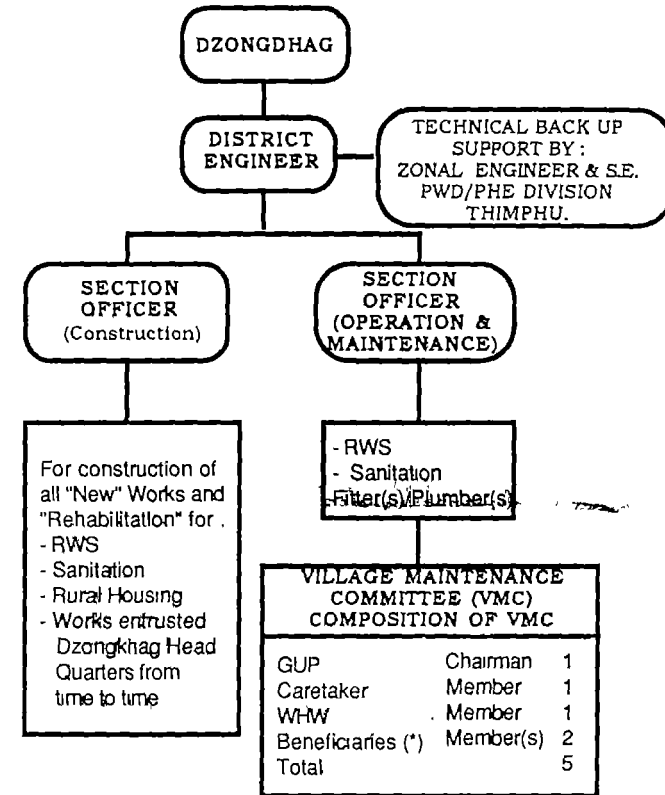 DZONGDHAG
DISTRICT
ENGINEER
TECHNICAL BACK UP
SUPPORT BY :
ZONAL ENGINEER & S.E.
PWD/PHE DIVISION
THIMPHU.
SECTION
OFFICER
(Construction)
SECTION
OFFICER
(OPERATION &
MAINTENANCE)
For construction of
all "New" Works and
"Rehabilitation" for .
- RWS
- Sanitation
- Rural Housing
- Works entrusted
Dzongkhag Head
Quarters from
time to time
- RWS
- Sanitation
Fitter(s)/Plumber(s)
VILLAGE MAINTENANCE
COMMITTEE (VMC)
COMPOSITION OF VMC
GUP Chairman 1
Caretaker Member 1
WHW . Member 1
Beneficiaries (*) Member(s) 2
Total 5